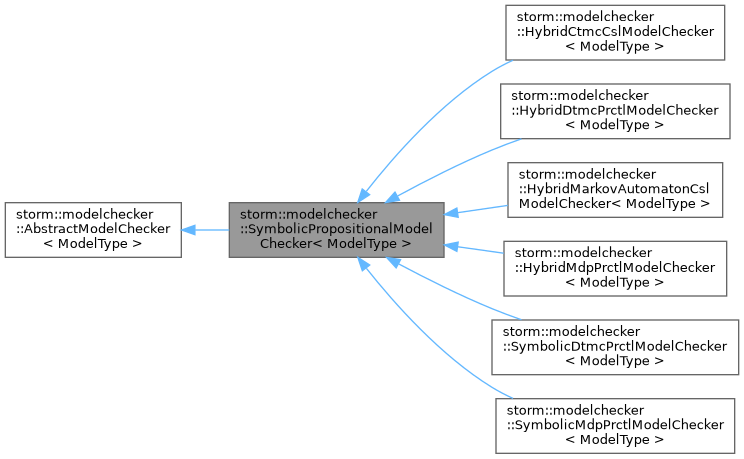 storm::modelchecker
::AbstractModelChecker
< ModelType >
storm::modelchecker
::SymbolicPropositionalModel
Checker< ModelType >
storm::modelchecker
::HybridCtmcCslModelChecker
< ModelType >
storm::modelchecker
::HybridDtmcPrctlModelChecker
< ModelType >
storm::modelchecker
::HybridMarkovAutomatonCsl
ModelChecker< ModelType >
storm::modelchecker
::HybridMdpPrctlModelChecker
< ModelType >
storm::modelchecker
::SymbolicDtmcPrctlModelChecker
< ModelType >
storm::modelchecker
::SymbolicMdpPrctlModelChecker
< ModelType >